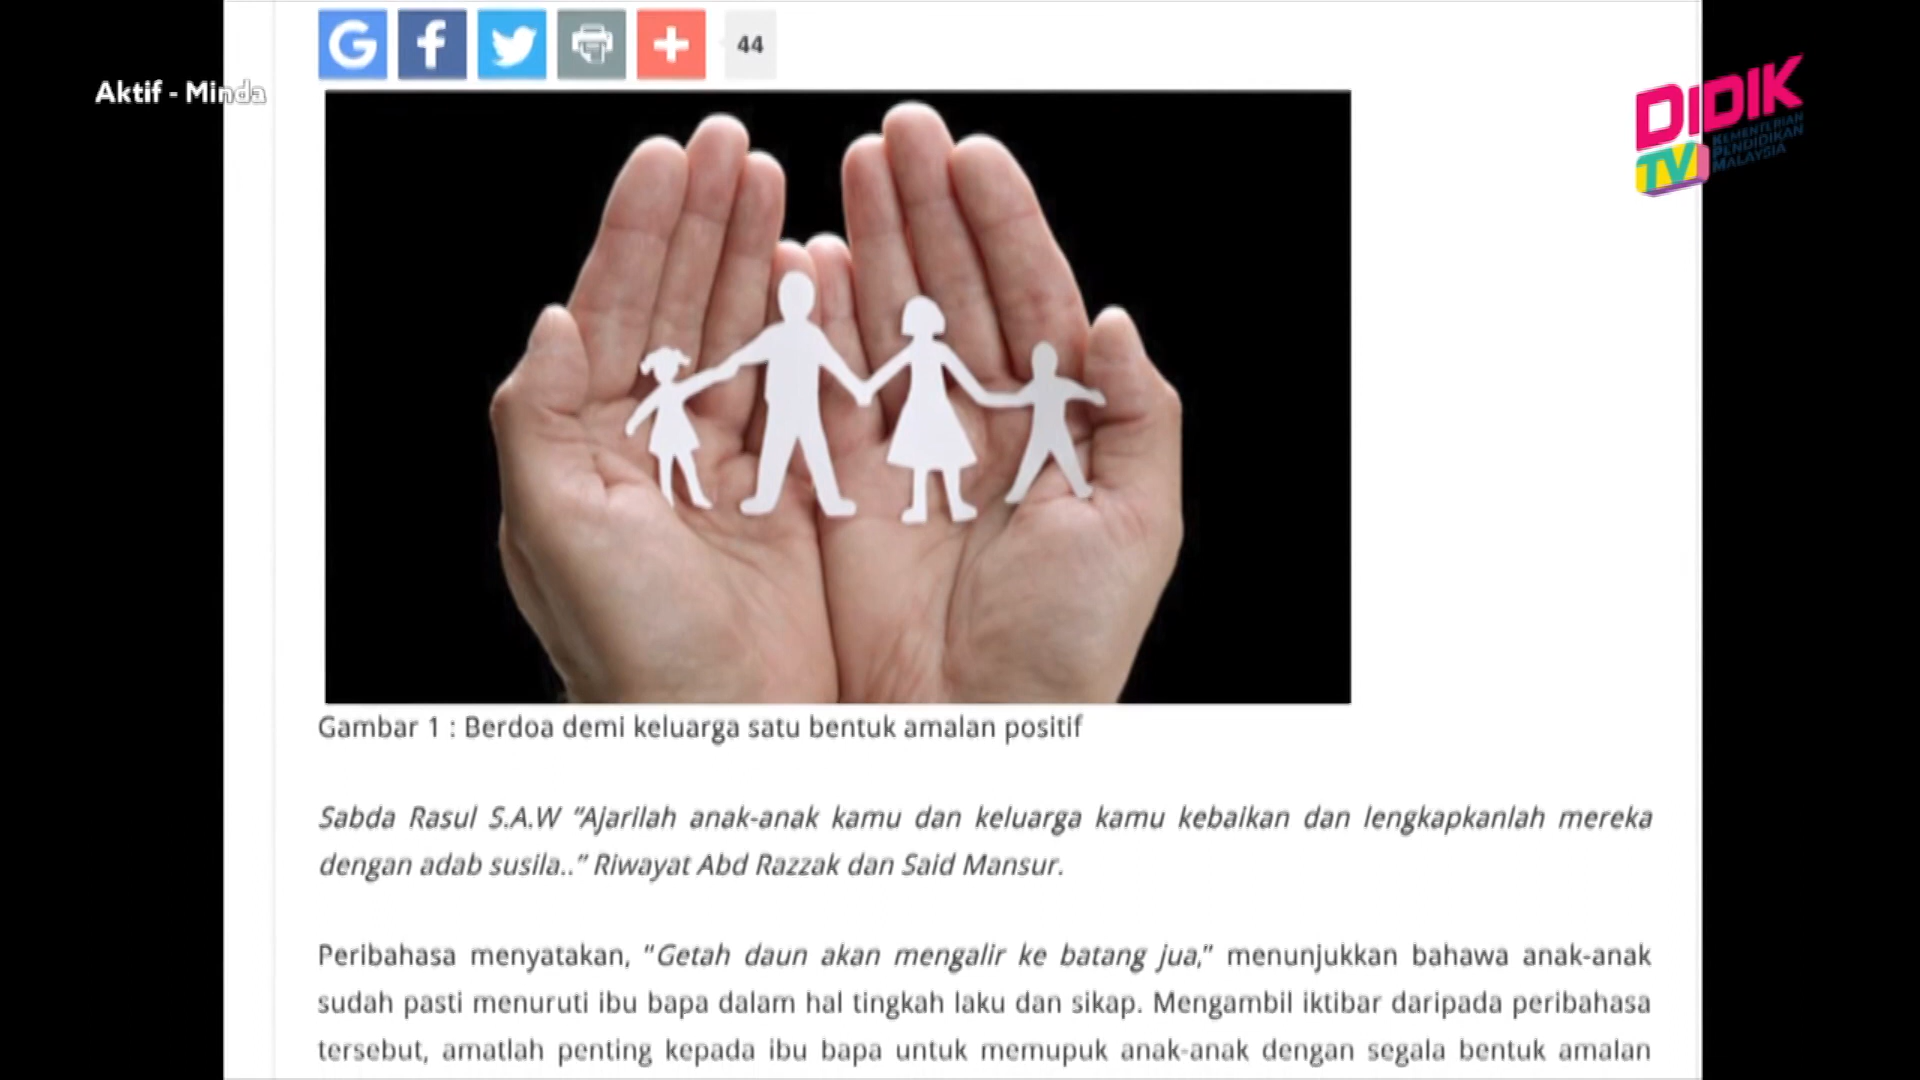 44
Aktif - Minda
DIDIK
TV
KEMENTERIAN
PENDIDIKAN
MALAYSIA
Gambar 1 : Berdoa demi keluarga satu bentuk amalan positif
Sabda Rasul S.A.W “Ajarilah anak-anak kamu dan keluarga kamu kebaikan dan lengkapkanlah mereka
dengan adab susila..” Riwayat Abd Razzak dan Said Mansur.
Peribahasa menyatakan, “Getah daun akan mengalir ke batang jua,” menunjukkan bahawa anak-anak
sudah pasti menuruti ibu bapa dalam hal tingkah laku dan sikap. Mengambil iktibar daripada peribahasa
tersebut, amatlah penting kepada ibu bapa untuk memupuk anak-anak dengan segala bentuk amalan